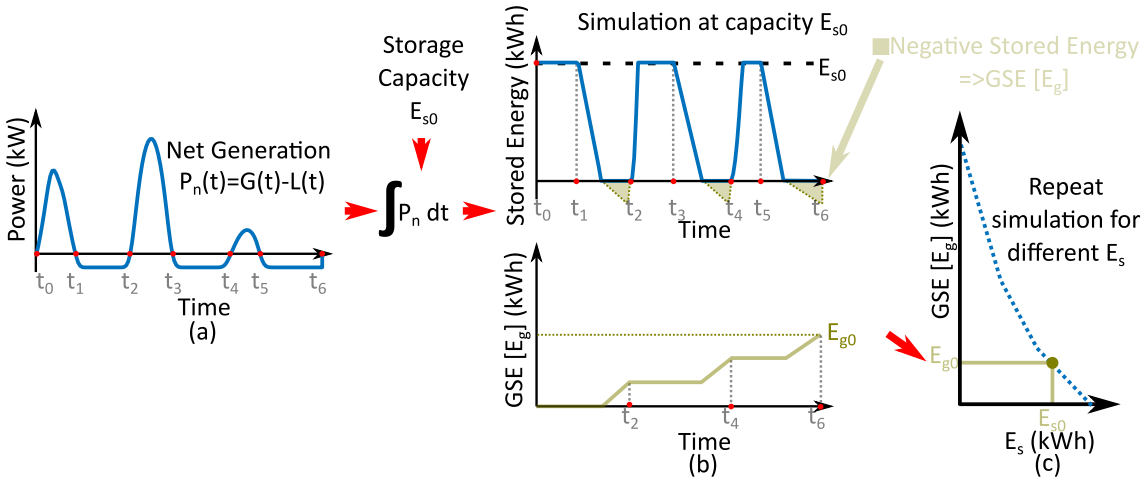 Power (kW)
Net Generation
Pn(t)=G(t)-L(t)
t0 t1 t2 t3 t4 t5 t6
Time
(a)
Storage
Capacity
Es0
∫Pn dt
Simulation at capacity Es0
Stored Energy (kWh)
Es0
t0 t1 t2 t3 t4 t5 t6
Time
Negative Stored Energy
=>GSE [Eg]
GSE [Eg] (kWh)
Eg0
t2 t4 t6
Time
(b)
GSE [Eg] (kWh)
Repeat
simulation for
different Es
Eg0
Es0
Es (kWh)
(c)